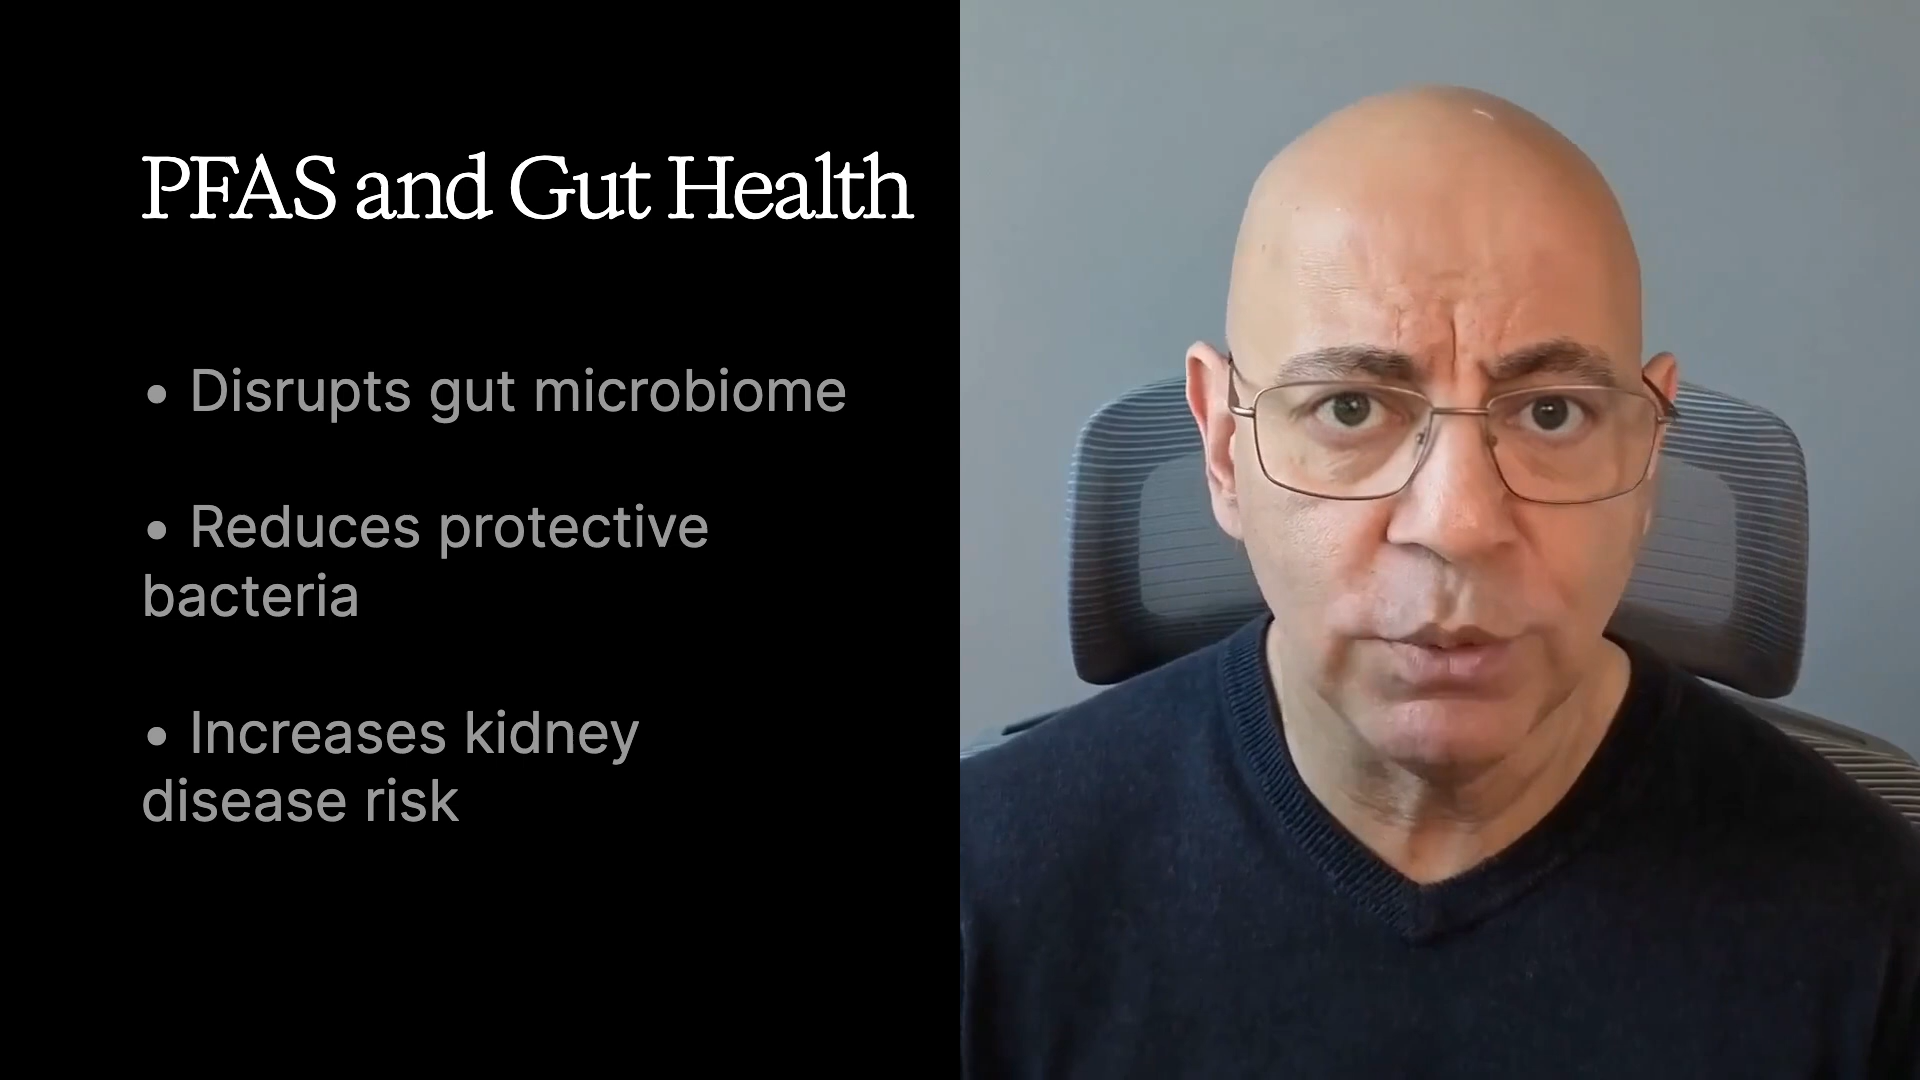 PFAS and Gut Health
• Disrupts gut microbiome
• Reduces protective
bacteria
• Increases kidney
disease risk